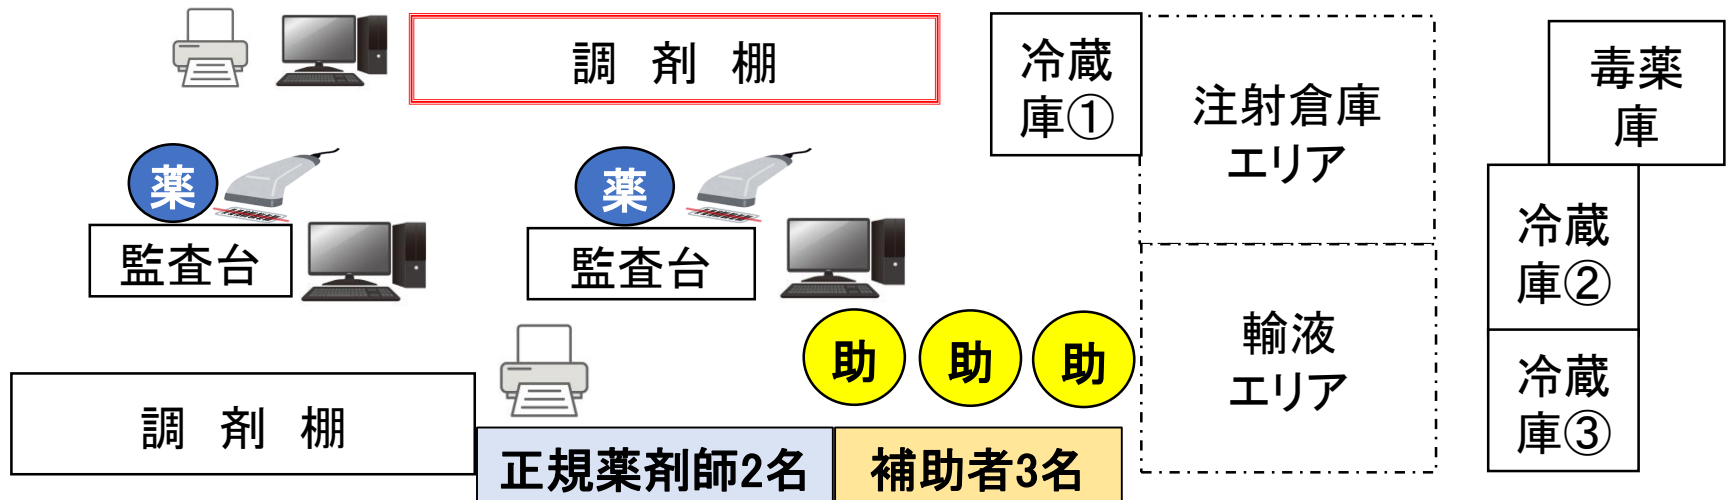 調 剤 棚
冷蔵
庫①
注射倉庫
エリア
毒薬
庫
薬
薬
監査台
監査台
冷蔵
庫②
助
助
助
輸液
エリア
冷蔵
庫③
調 剤 棚
正規薬剤師2名
補助者3名